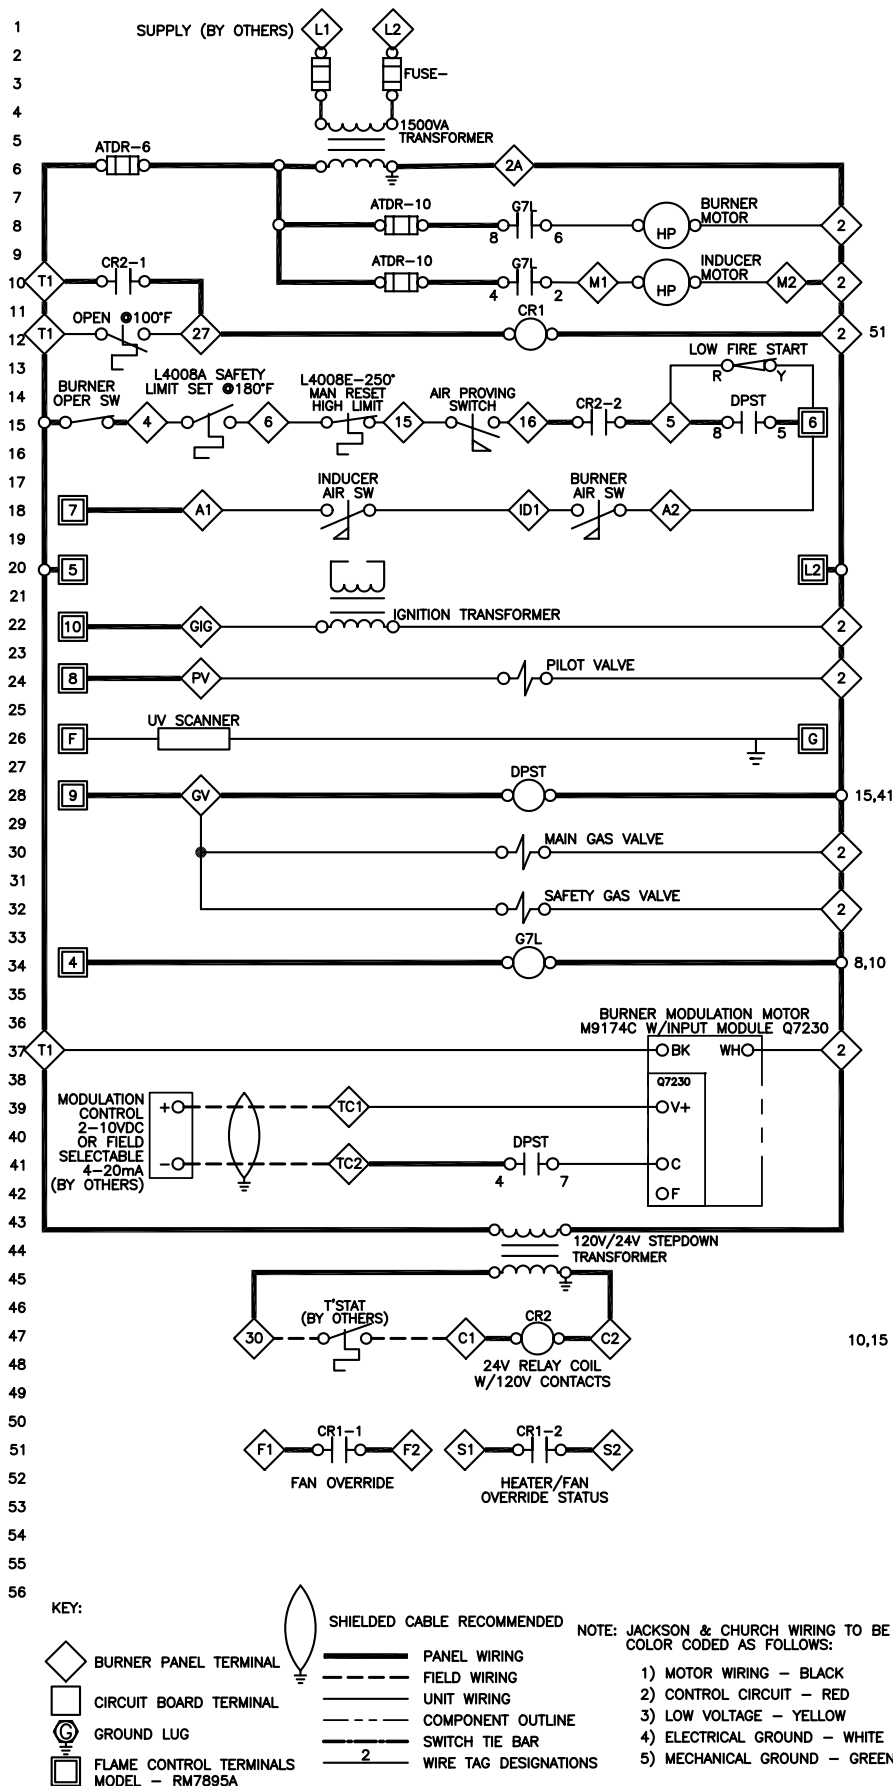 1
SUPPLY (BY OTHERS) L1 L2
2
3 FUSE-
4
1500VA
5 TRANSFORMER
ATDR-6
6 2A
7 ATDR-10 G7L BURNER
MOTOR
8 8 6 HP 2
9 ATDR-10 G7L INDUCER
MOTOR
CR2-1
10 T1 4 2 M1 HP M2 2
11 OPEN @100°F CR1
12 T1 27 2 51
13 LOW FIRE START
R Y
BURNER
OPER SW
L4008A SAFETY
LIMIT SET @180°F
L4008E-250°
MAN RESET
HIGH LIMIT
AIR PROVING
SWITCH
14 CR2-2 DPST
15 4 6 15 16 5 8 5 6
16
17 INDUCER
AIR SW
BURNER
AIR SW
18 7 A1 ID1 A2
19
20 5 L2
21
IGNITION TRANSFORMER
22 10 GIG 2
23
PILOT VALVE
24 8 PV 2
25
UV SCANNER
26 F G
27
DPST
28 9 GV 15,41
29
MAIN GAS VALVE
30 2
31
SAFETY GAS VALVE
32 2
33
G7L
34 4 8,10
35
36 BURNER MODULATION MOTOR
M9174C W/INPUT MODULE Q7230
37 T1 BK WH 2
38 Q7230
MODULATION
CONTROL
2-10VDC
OR FIELD
SELECTABLE
4-20mA
(BY OTHERS)
39 + TC1 V+
40 DPST
41 - TC2 4 7 C
42 F
43
120V/24V STEPDOWN
TRANSFORMER
44
45
46 T'STAT
(BY OTHERS)
CR2
47 30 C1 C2 10,15
48 24V RELAY COIL
W/120V CONTACTS
49
50
CR1-1 CR1-2
51 F1 F2 S1 S2
52 FAN OVERRIDE HEATER/FAN
OVERRIDE STATUS
53
54
55
56
KEY:
BURNER PANEL TERMINAL
CIRCUIT BOARD TERMINAL
G GROUND LUG
FLAME CONTROL TERMINALS
MODEL - RM7895A
SHIELDED CABLE RECOMMENDED
PANEL WIRING
FIELD WIRING
UNIT WIRING
COMPONENT OUTLINE
SWITCH TIE BAR
2 WIRE TAG DESIGNATIONS
NOTE: JACKSON & CHURCH WIRING TO BE
COLOR CODED AS FOLLOWS:
1) MOTOR WIRING - BLACK
2) CONTROL CIRCUIT - RED
3) LOW VOLTAGE - YELLOW
4) ELECTRICAL GROUND - WHITE
5) MECHANICAL GROUND - GREEN